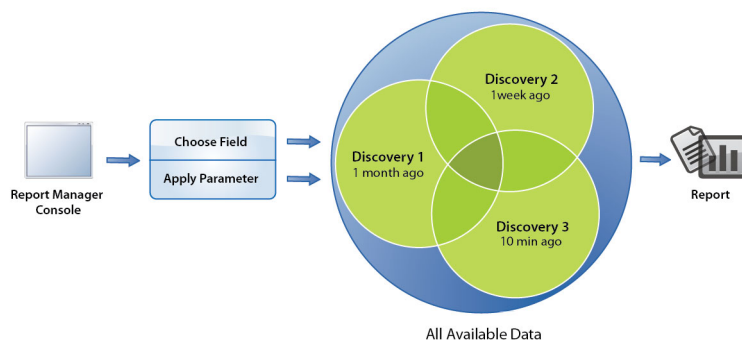 Report Manager
Console
Choose Field
Apply Parameter
Discovery 1
1 month ago
Discovery 2
1week ago
Discovery 3
10 min ago
Report
All Available Data